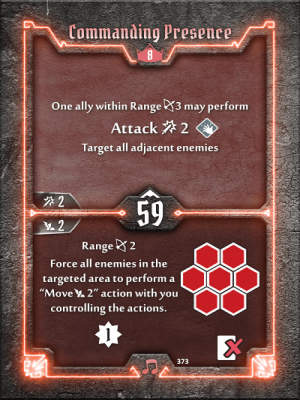 Commanding Presence
8
One ally within Range 3 may perform
Attack 2
Target all adjacent enemies
2
59
2
Range 2
Force all enemies in the
targeted area to perform a
“Move 2” action with you
controlling the actions.
1
373